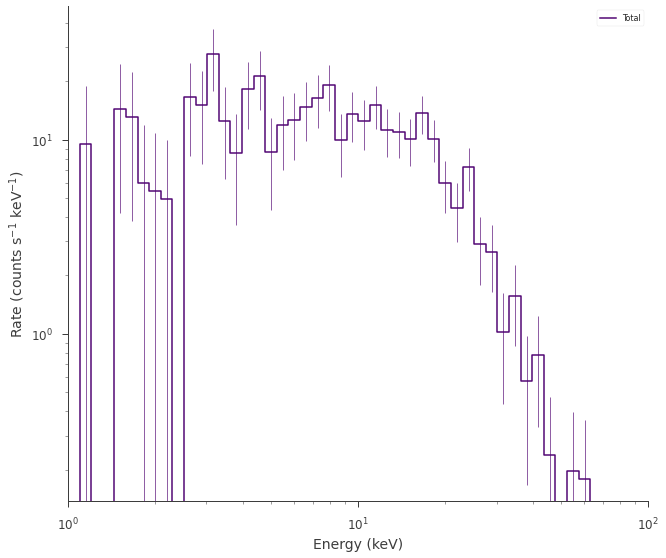 Total
Rate (counts s⁻¹ keV⁻¹)
10¹
10⁰
10⁰ 10¹ 10²
Energy (keV)